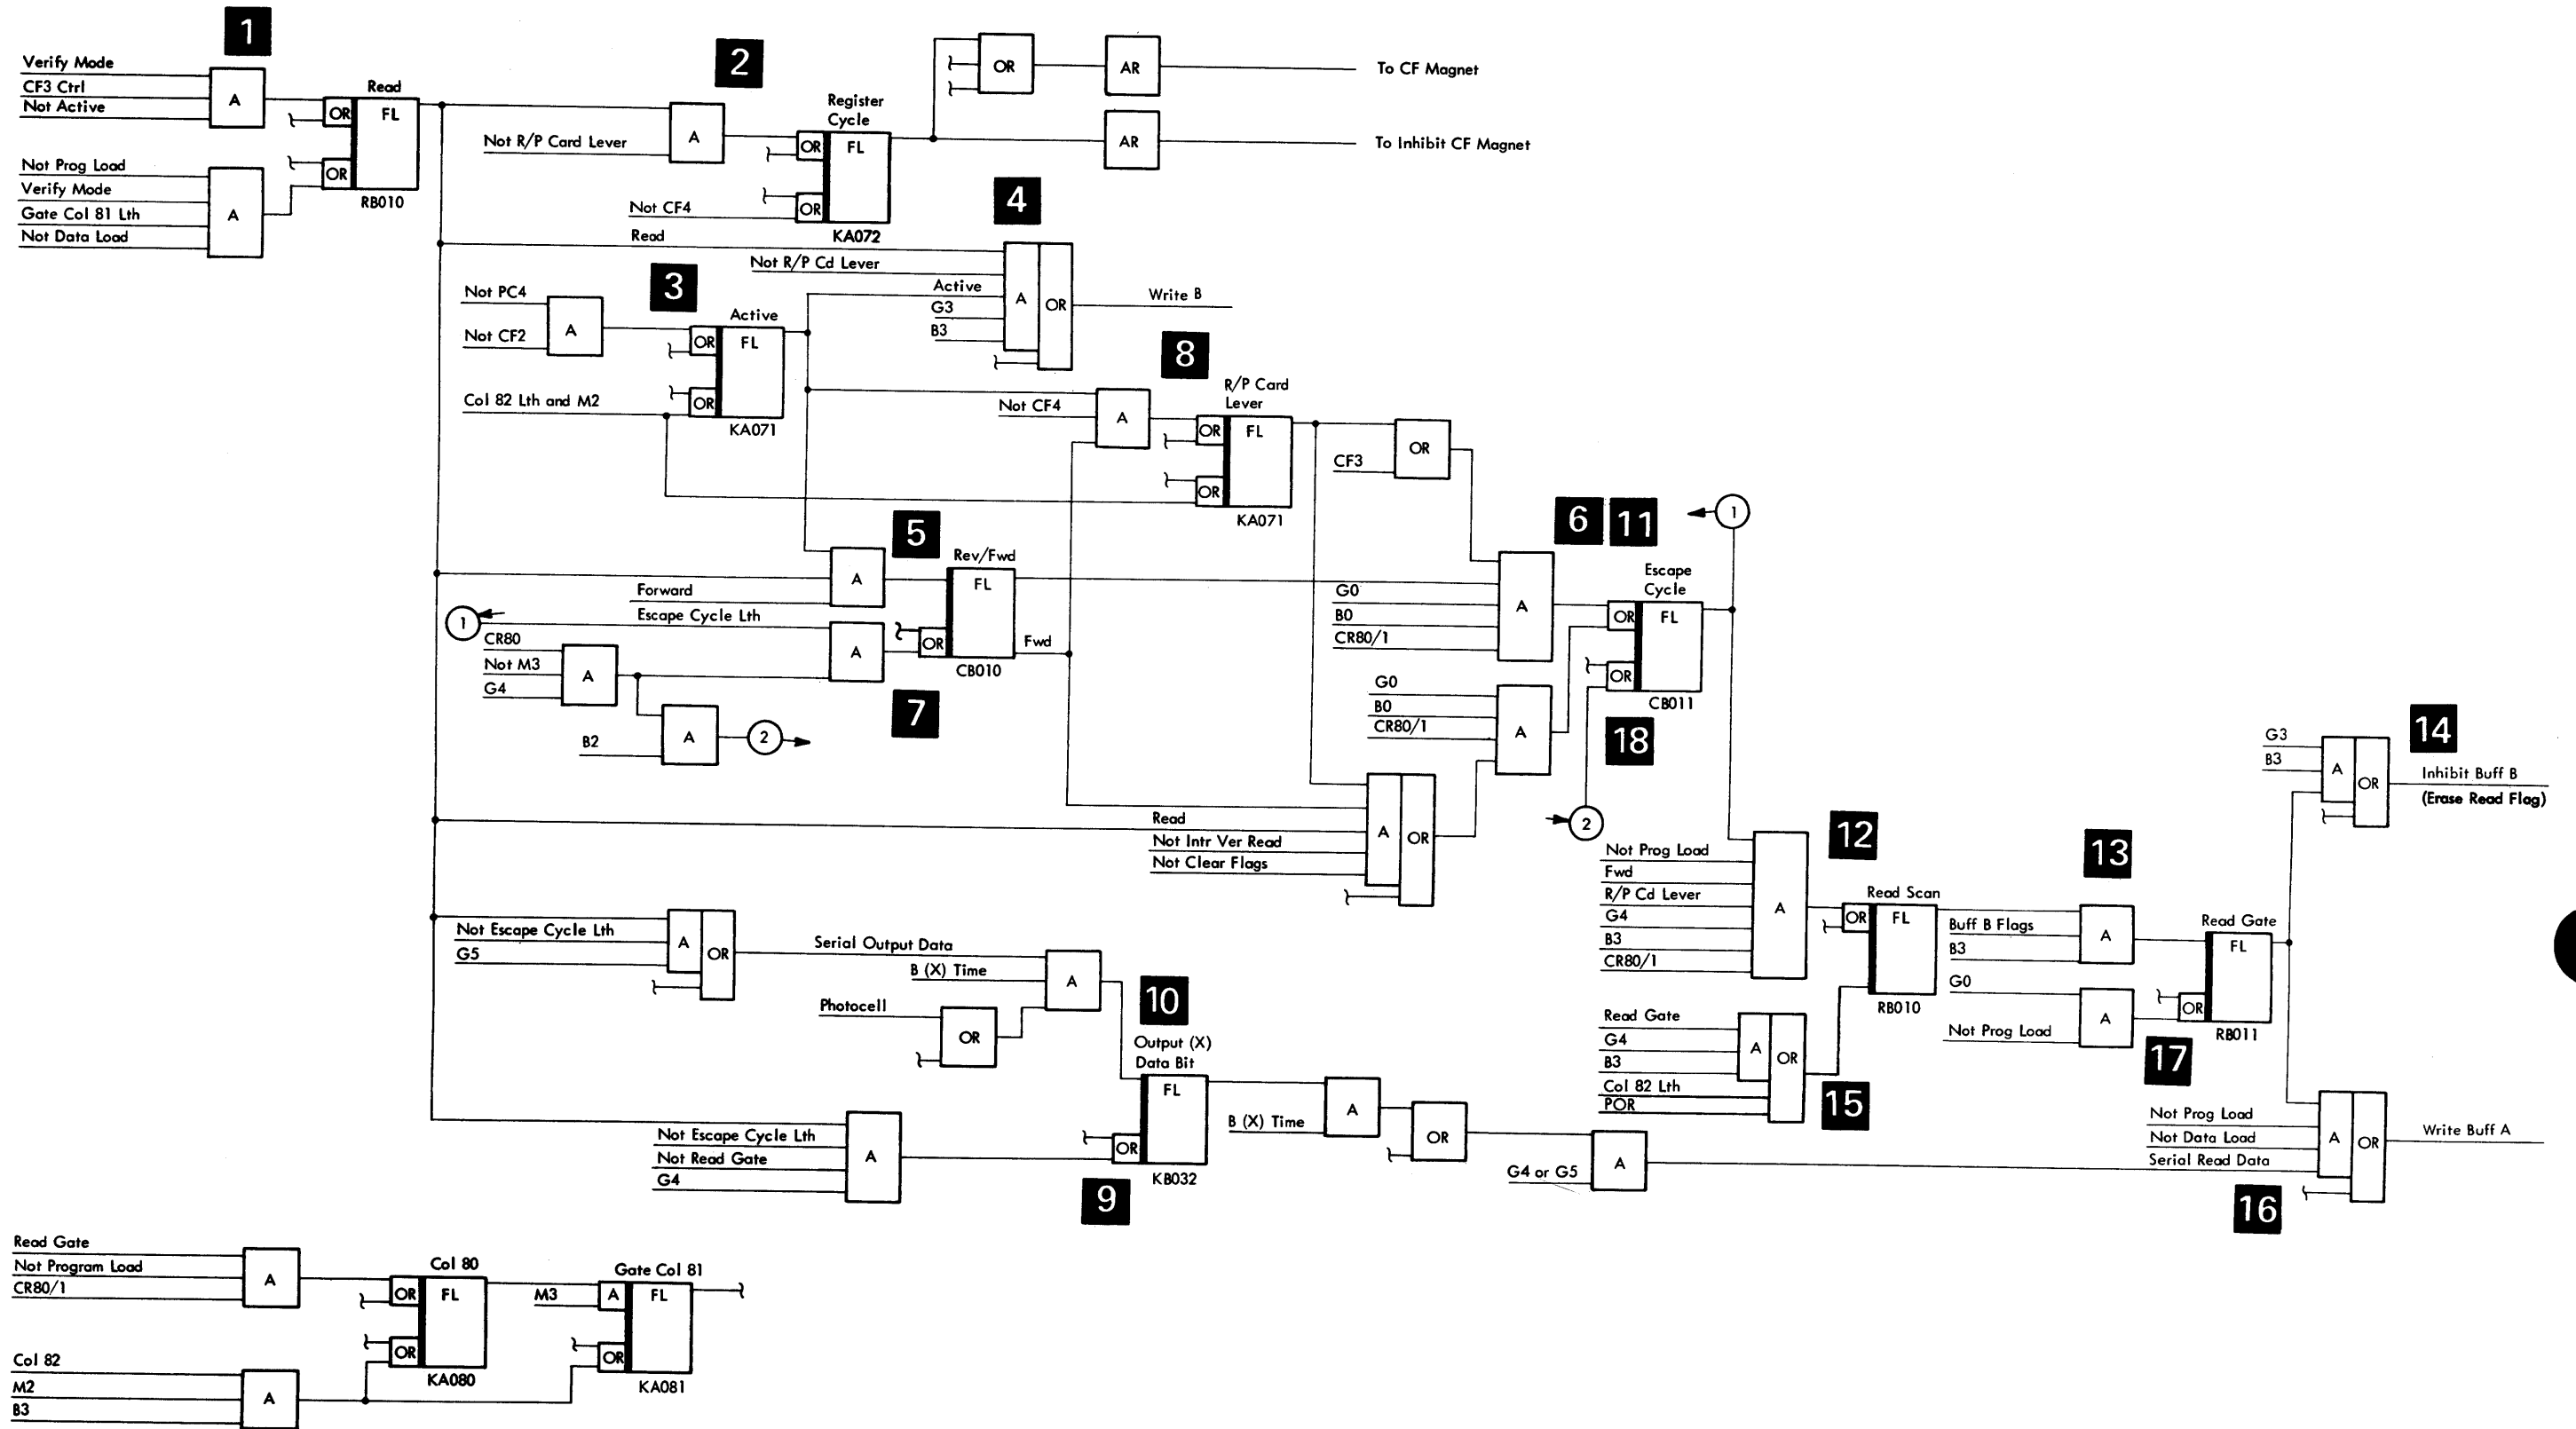 1
Verify Mode
CF3 Ctrl
Not Active
A
Read
OR
FL
OR
RB010
Not Prog Load
Verify Mode
Gate Col 81 Lth
Not Data Load
A
2
Not R/P Card Lever
A
Register
Cycle
OR
FL
OR
Not CF4
KA072
OR
AR
To CF Magnet
AR
To Inhibit CF Magnet
4
Read
Not R/P Cd Lever
Active
G3
B3
A
OR
Write B
3
Not PC4
Not CF2
A
Active
OR
FL
OR
Col 82 Lth and M2
KA071
8
Not CF4
A
R/P Card
Lever
OR
FL
OR
KA071
CF3
OR
5
Forward
A
Rev/Fwd
FL
OR
Fwd
CB010
1
Escape Cycle Lth
A
CR80
Not M3
G4
A
7
B2
A
2
6
11
G0
B0
CR80/1
A
Escape
Cycle
OR
FL
OR
CB011
1
G0
B0
CR80/1
A
18
2
Read
Not Intr Ver Read
Not Clear Flags
A
OR
12
Not Prog Load
Fwd
R/P Cd Lever
G4
B3
CR80/1
A
Read Scan
OR
FL
RB010
Read Gate
G4
B3
Col 82 Lth
POR
A
OR
15
13
Buff B Flags
B3
A
G0
Not Prog Load
A
17
Read Gate
FL
OR
RB011
14
G3
B3
A
OR
Inhibit Buff B
(Erase Read Flag)
Not Prog Load
Not Data Load
Serial Read Data
A
OR
Write Buff A
16
Not Escape Cycle Lth
G5
A
OR
Serial Output Data
B (X) Time
A
Photocell
OR
10
Output (X)
Data Bit
FL
OR
KB032
Not Escape Cycle Lth
Not Read Gate
G4
A
9
B (X) Time
A
OR
G4 or G5
A
Read Gate
Not Program Load
CR80/1
A
Col 80
OR
FL
OR
KA080
Gate Col 81
M3
A
FL
OR
KA081
Col 82
M2
B3
A